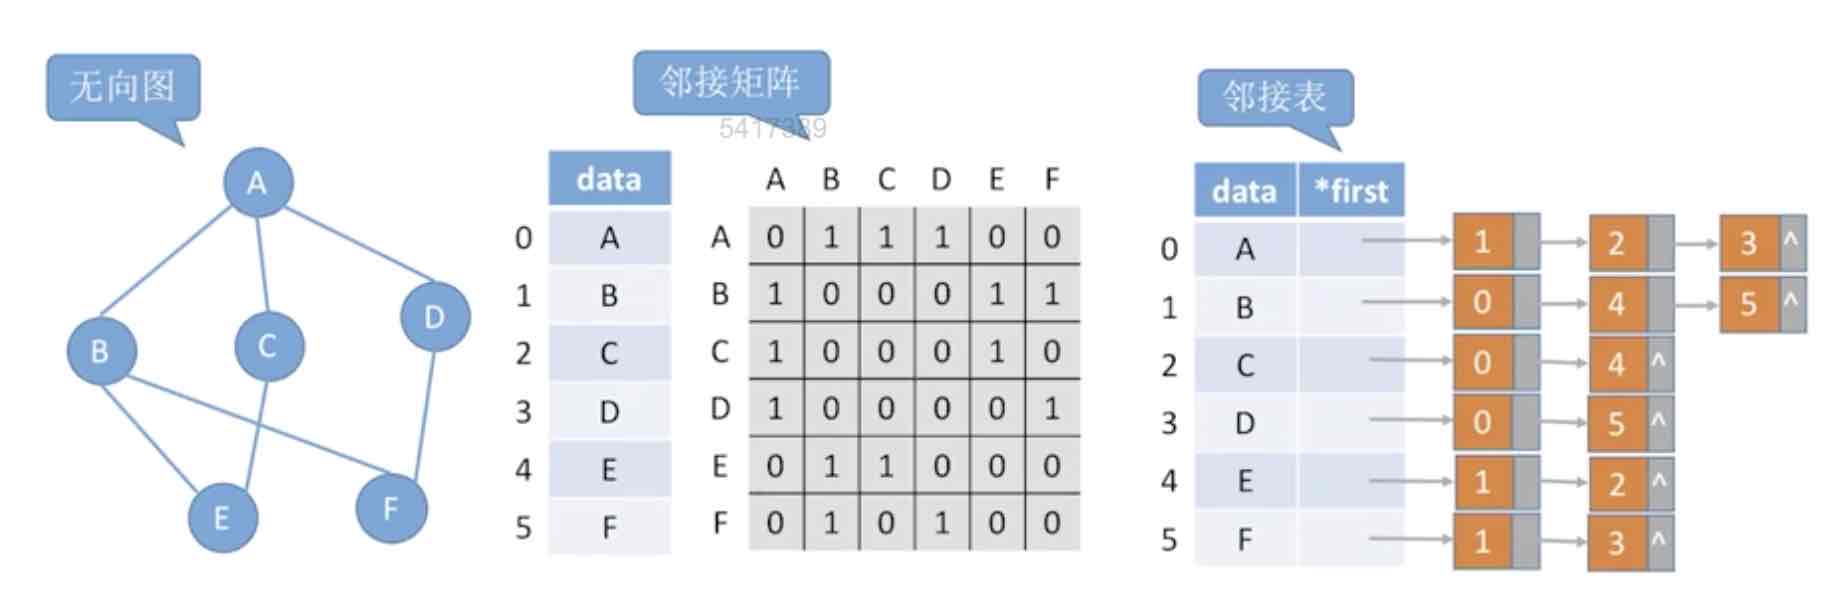 无向图
A
B
C
D
E
F
邻接矩阵
5417389
data
0 A
1 B
2 C
3 D
4 E
5 F
A B C D E F
A 0 1 1 1 0 0
B 1 0 0 0 1 1
C 1 0 0 0 1 0
D 1 0 0 0 0 1
E 0 1 1 0 0 0
F 0 1 0 1 0 0
邻接表
data *first
0 A 1 2 3 ^
1 B 0 4 5 ^
2 C 0 4 ^
3 D 0 5 ^
4 E 1 2 ^
5 F 1 3 ^